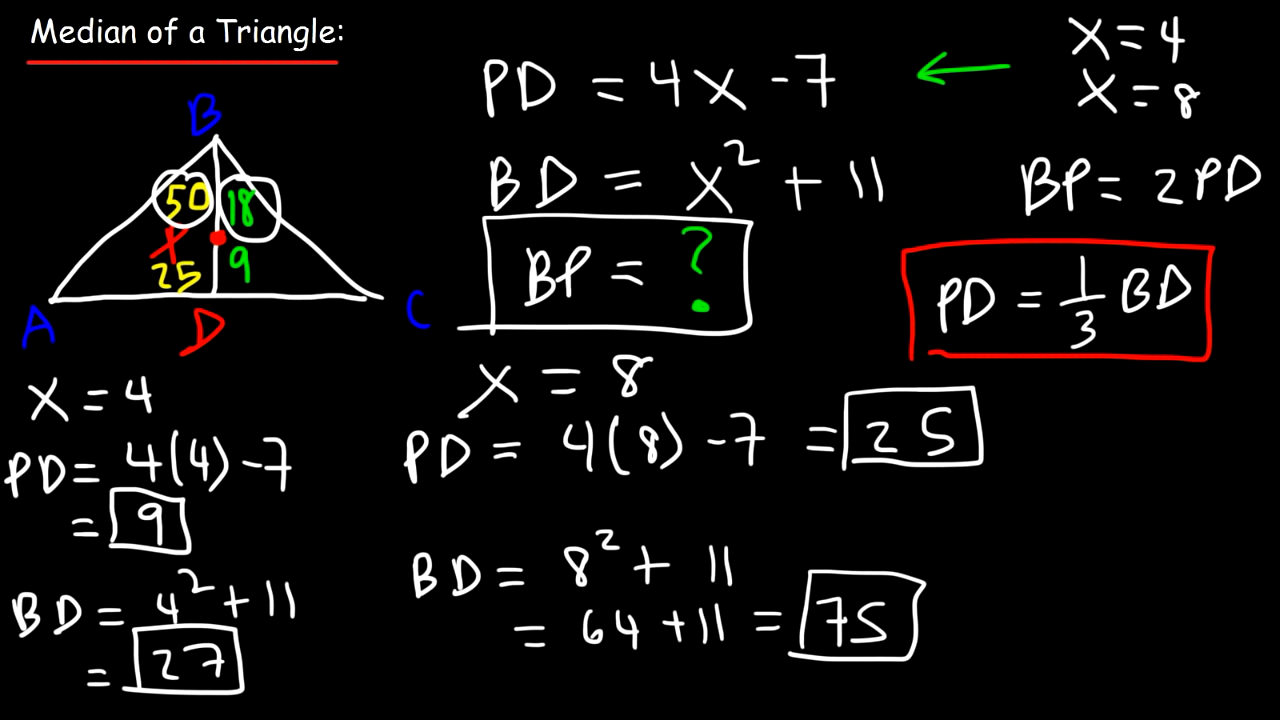 Median of a Triangle:
B
50
18
x
25
9
A
D
C
PD = 4x - 7
x = 4
x = 8
BD = x² + 11
BP = 2PD
BP = ?
PD = 1/3 BD
x = 4
PD = 4(4) - 7
= 9
BD = 4² + 11
= 27
x = 8
PD = 4(8) - 7 = 25
BD = 8² + 11
= 64 + 11 = 75